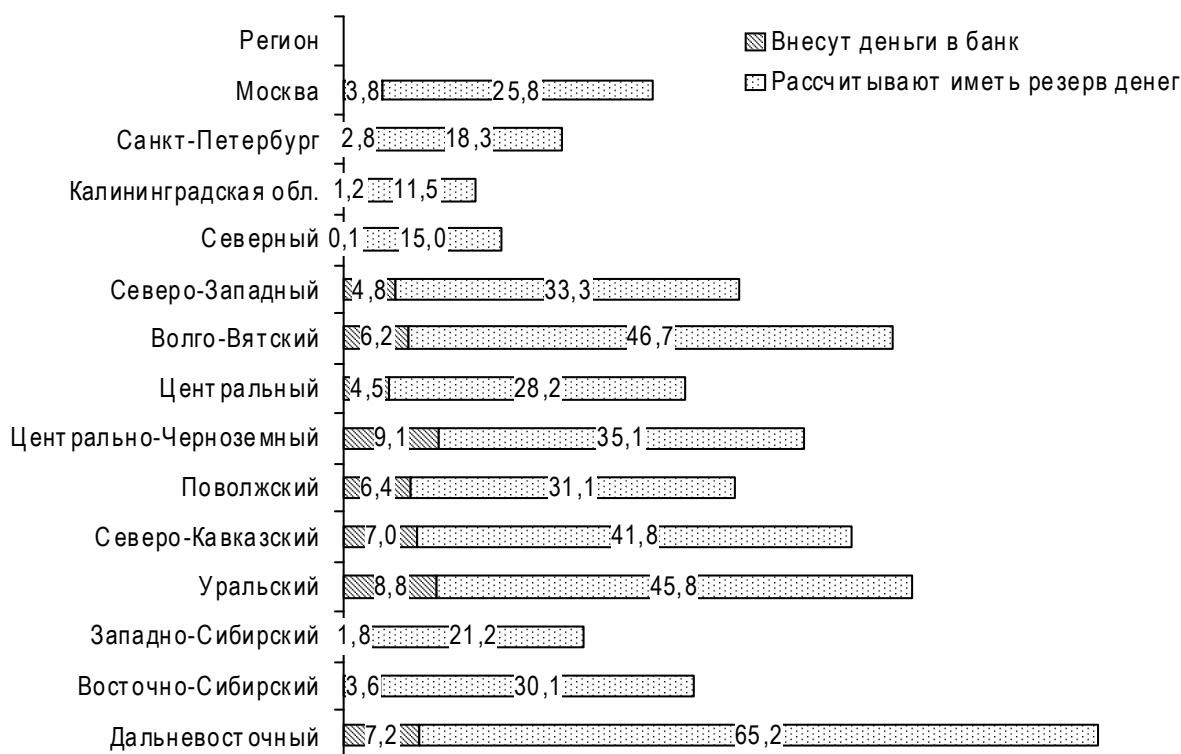 Регион
Внесут деньги в банк
Рассчитывают иметь резерв денег
Москва 3,8 25,8
Санкт-Петербург 2,8 18,3
Калининградская обл. 1,2 11,5
Северный 0,1 15,0
Северо-Западный 4,8 33,3
Волго-Вятский 6,2 46,7
Центральный 4,5 28,2
Центрально-Черноземный 9,1 35,1
Поволжский 6,4 31,1
Северо-Кавказский 7,0 41,8
Уральский 8,8 45,8
Западно-Сибирский 1,8 21,2
Восточно-Сибирский 3,6 30,1
Дальневосточный 7,2 65,2